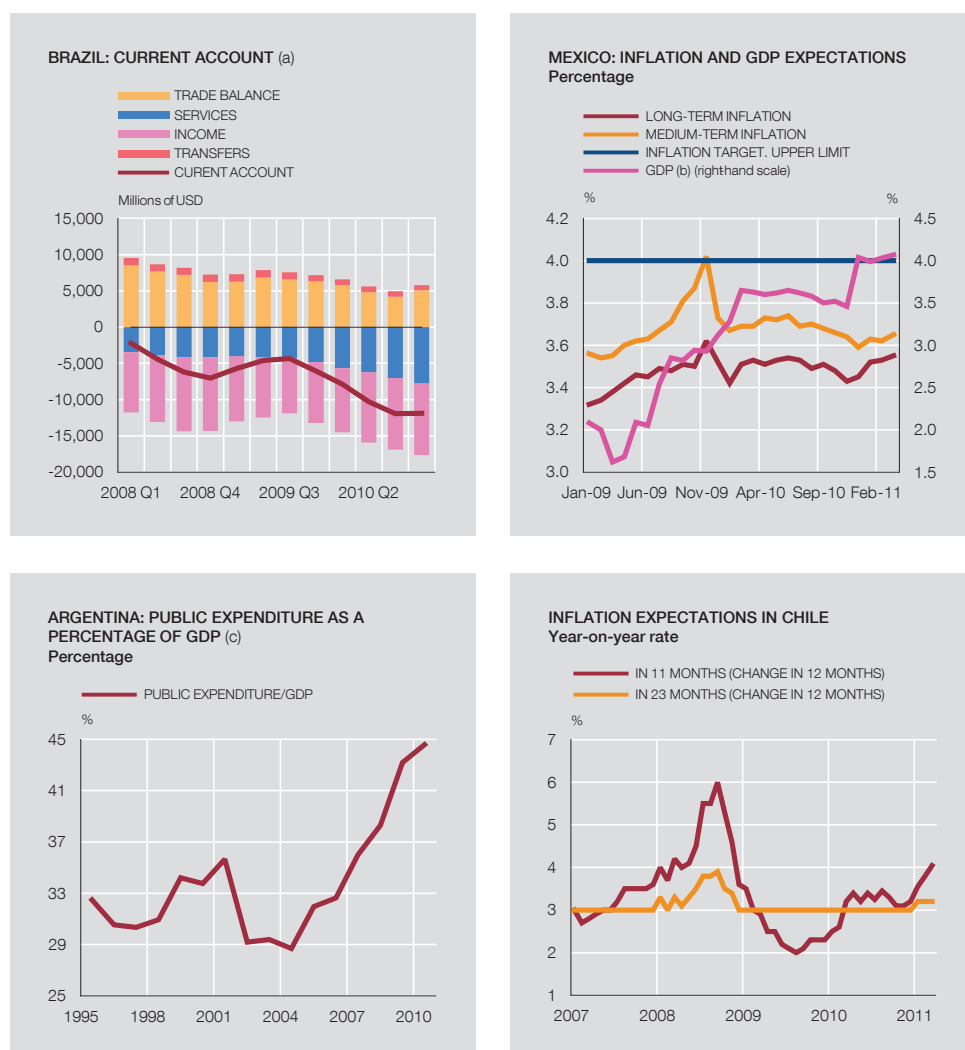 BRAZIL: CURRENT ACCOUNT (a)
TRADE BALANCE
SERVICES
INCOME
TRANSFERS
CURENT ACCOUNT
Millions of USD
15,000
10,000
5,000
0
-5,000
-10,000
-15,000
-20,000
2008 Q1 2008 Q4 2009 Q3 2010 Q2
MEXICO: INFLATION AND GDP EXPECTATIONS
Percentage
LONG-TERM INFLATION
MEDIUM-TERM INFLATION
INFLATION TARGET. UPPER LIMIT
GDP (b) (right-hand scale)
% %
4.2 4.5
4.0 4.0
3.8 3.5
3.6 3.0
3.4 2.5
3.2 2.0
3.0 1.5
Jan-09 Jun-09 Nov-09 Apr-10 Sep-10 Feb-11
ARGENTINA: PUBLIC EXPENDITURE AS A
PERCENTAGE OF GDP (c)
Percentage
PUBLIC EXPENDITURE/GDP
%
45
41
37
33
29
25
1995 1998 2001 2004 2007 2010
INFLATION EXPECTATIONS IN CHILE
Year-on-year rate
IN 11 MONTHS (CHANGE IN 12 MONTHS)
IN 23 MONTHS (CHANGE IN 12 MONTHS)
%
7
6
5
4
3
2
1
2007 2008 2009 2010 2011